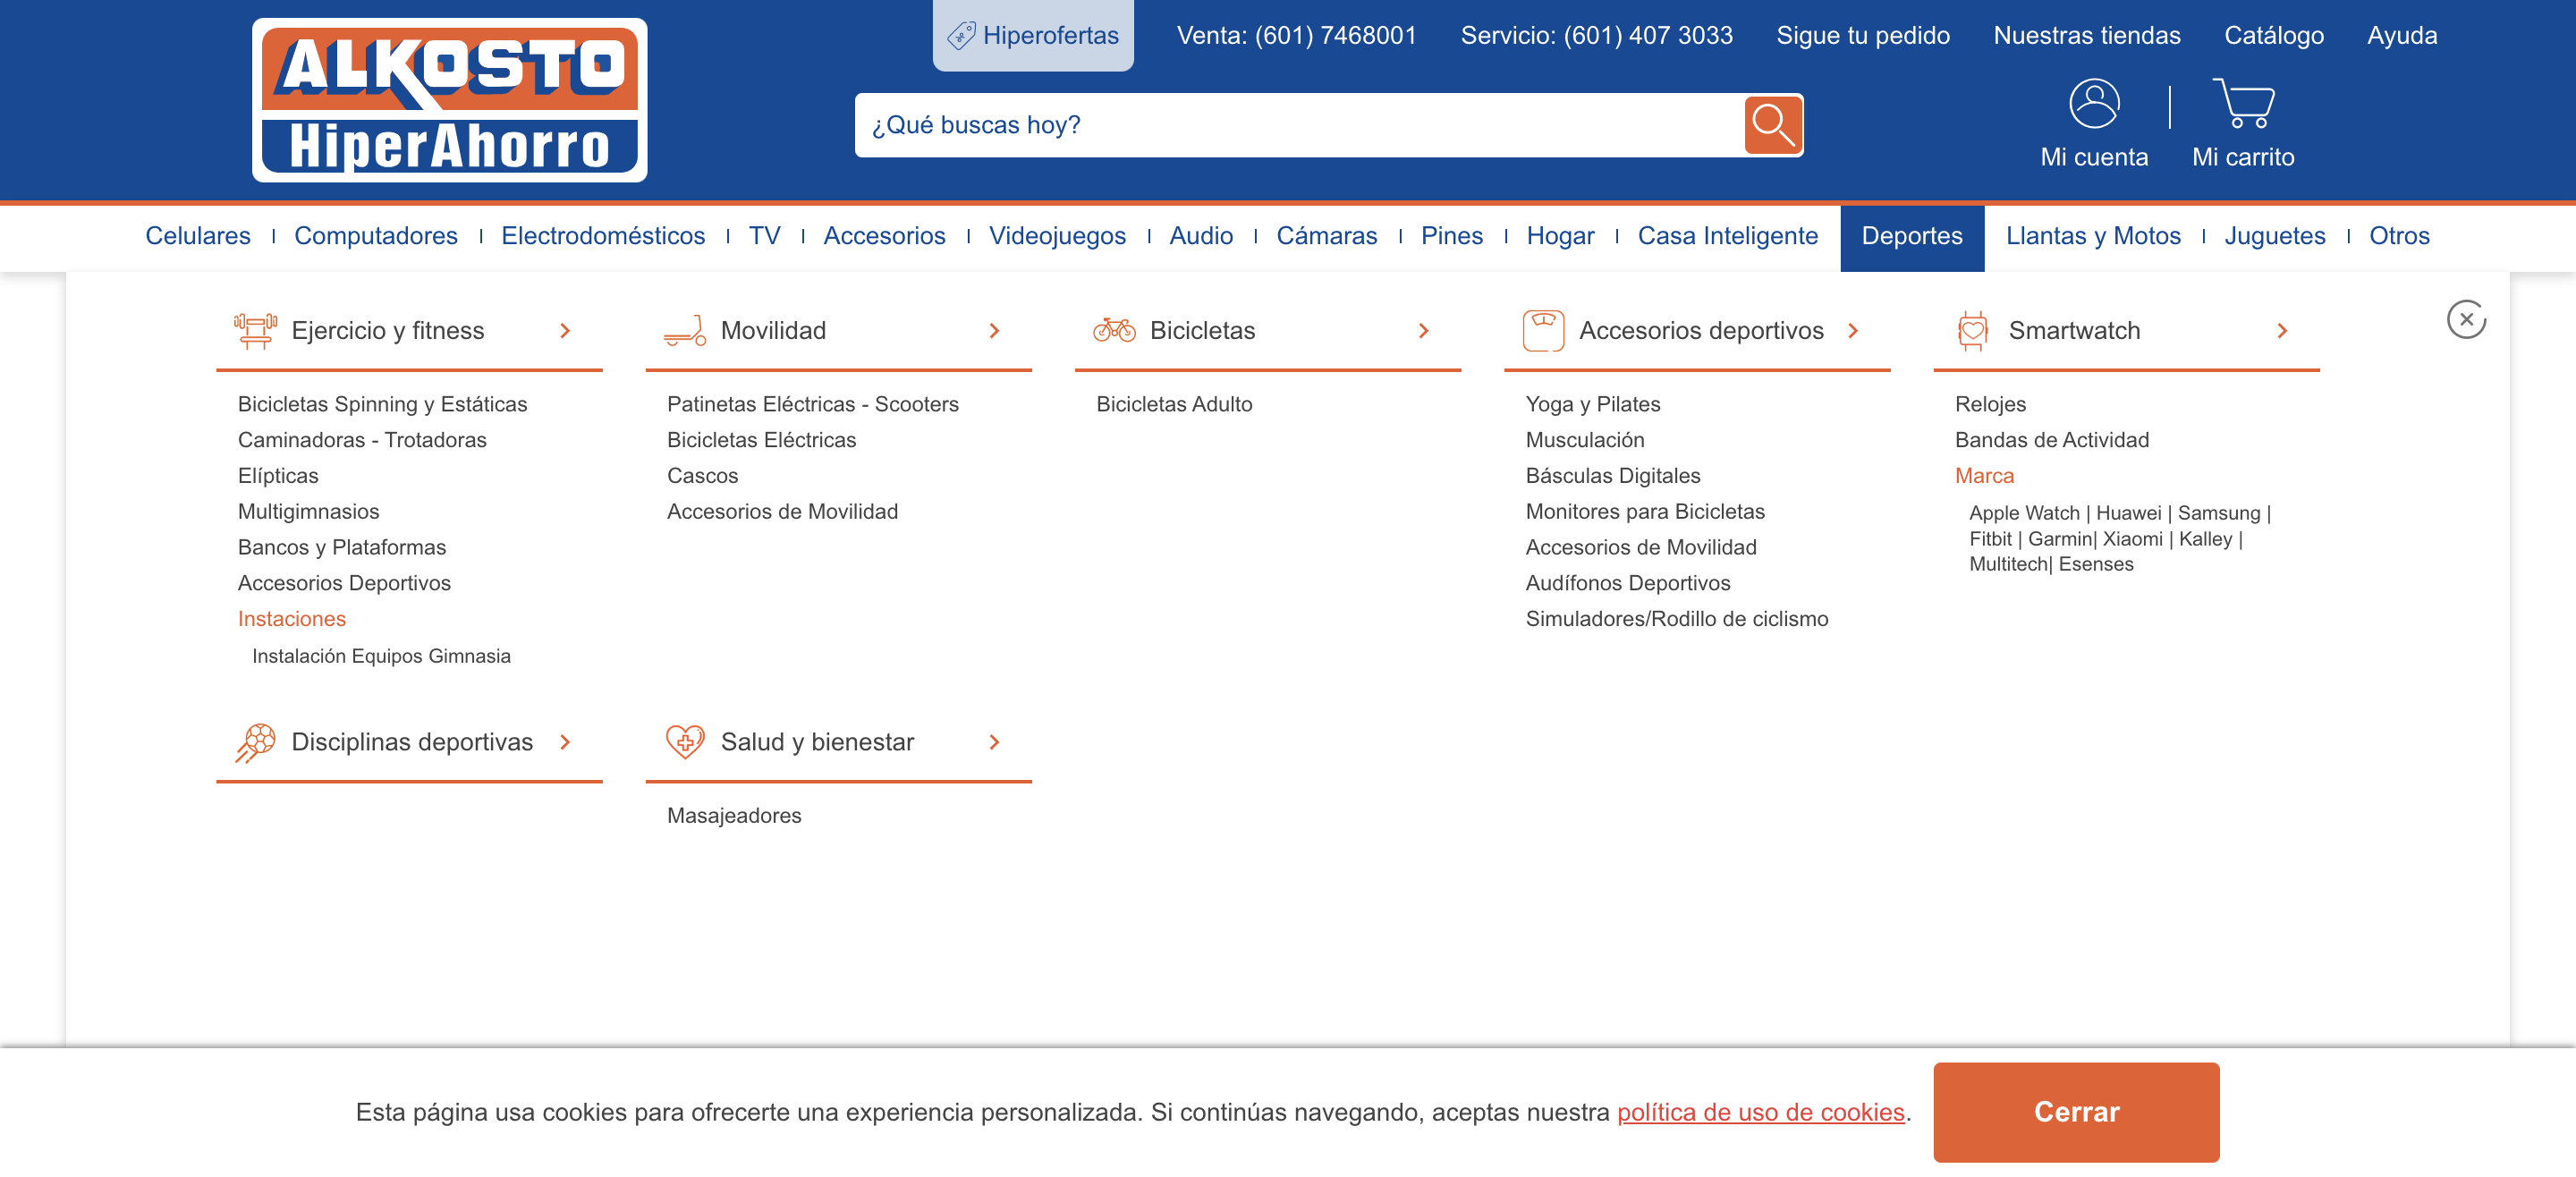 ALKOSTO
HiperAhorro
Hiperofertas
Venta: (601) 7468001
Servicio: (601) 407 3033
Sigue tu pedido
Nuestras tiendas
Catálogo
Ayuda
¿Qué buscas hoy?
Mi cuenta
Mi carrito
Celulares
Computadores
Electrodomésticos
TV
Accesorios
Videojuegos
Audio
Cámaras
Pines
Hogar
Casa Inteligente
Deportes
Llantas y Motos
Juguetes
Otros
Ejercicio y fitness
Bicicletas Spinning y Estáticas
Caminadoras - Trotadoras
Elípticas
Multigimnasios
Bancos y Plataformas
Accesorios Deportivos
Instaciones
Instalación Equipos Gimnasia
Movilidad
Patinetas Eléctricas - Scooters
Bicicletas Eléctricas
Cascos
Accesorios de Movilidad
Bicicletas
Bicicletas Adulto
Accesorios deportivos
Yoga y Pilates
Musculación
Básculas Digitales
Monitores para Bicicletas
Accesorios de Movilidad
Audífonos Deportivos
Simuladores/Rodillo de ciclismo
Smartwatch
Relojes
Bandas de Actividad
Marca
Apple Watch | Huawei | Samsung |
Fitbit | Garmin| Xiaomi | Kalley |
Multitech| Esenses
Disciplinas deportivas
Salud y bienestar
Masajeadores
Esta página usa cookies para ofrecerte una experiencia personalizada. Si continúas navegando, aceptas nuestra política de uso de cookies.
Cerrar